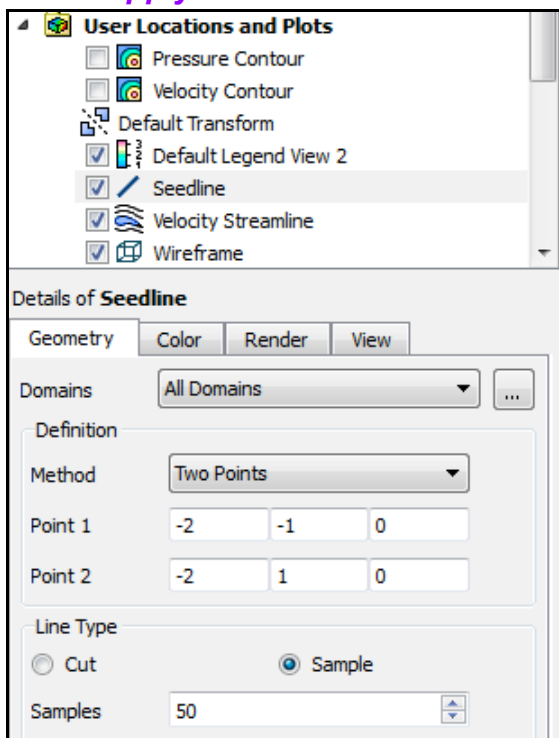 User Locations and Plots
Pressure Contour
Velocity Contour
Default Transform
Default Legend View 2
Seedline
Velocity Streamline
Wireframe
Details of Seedline
Geometry Color Render View
Domains All Domains ...
Definition
Method Two Points
Point 1 -2 -1 0
Point 2 -2 1 0
Line Type
Cut Sample
Samples 50